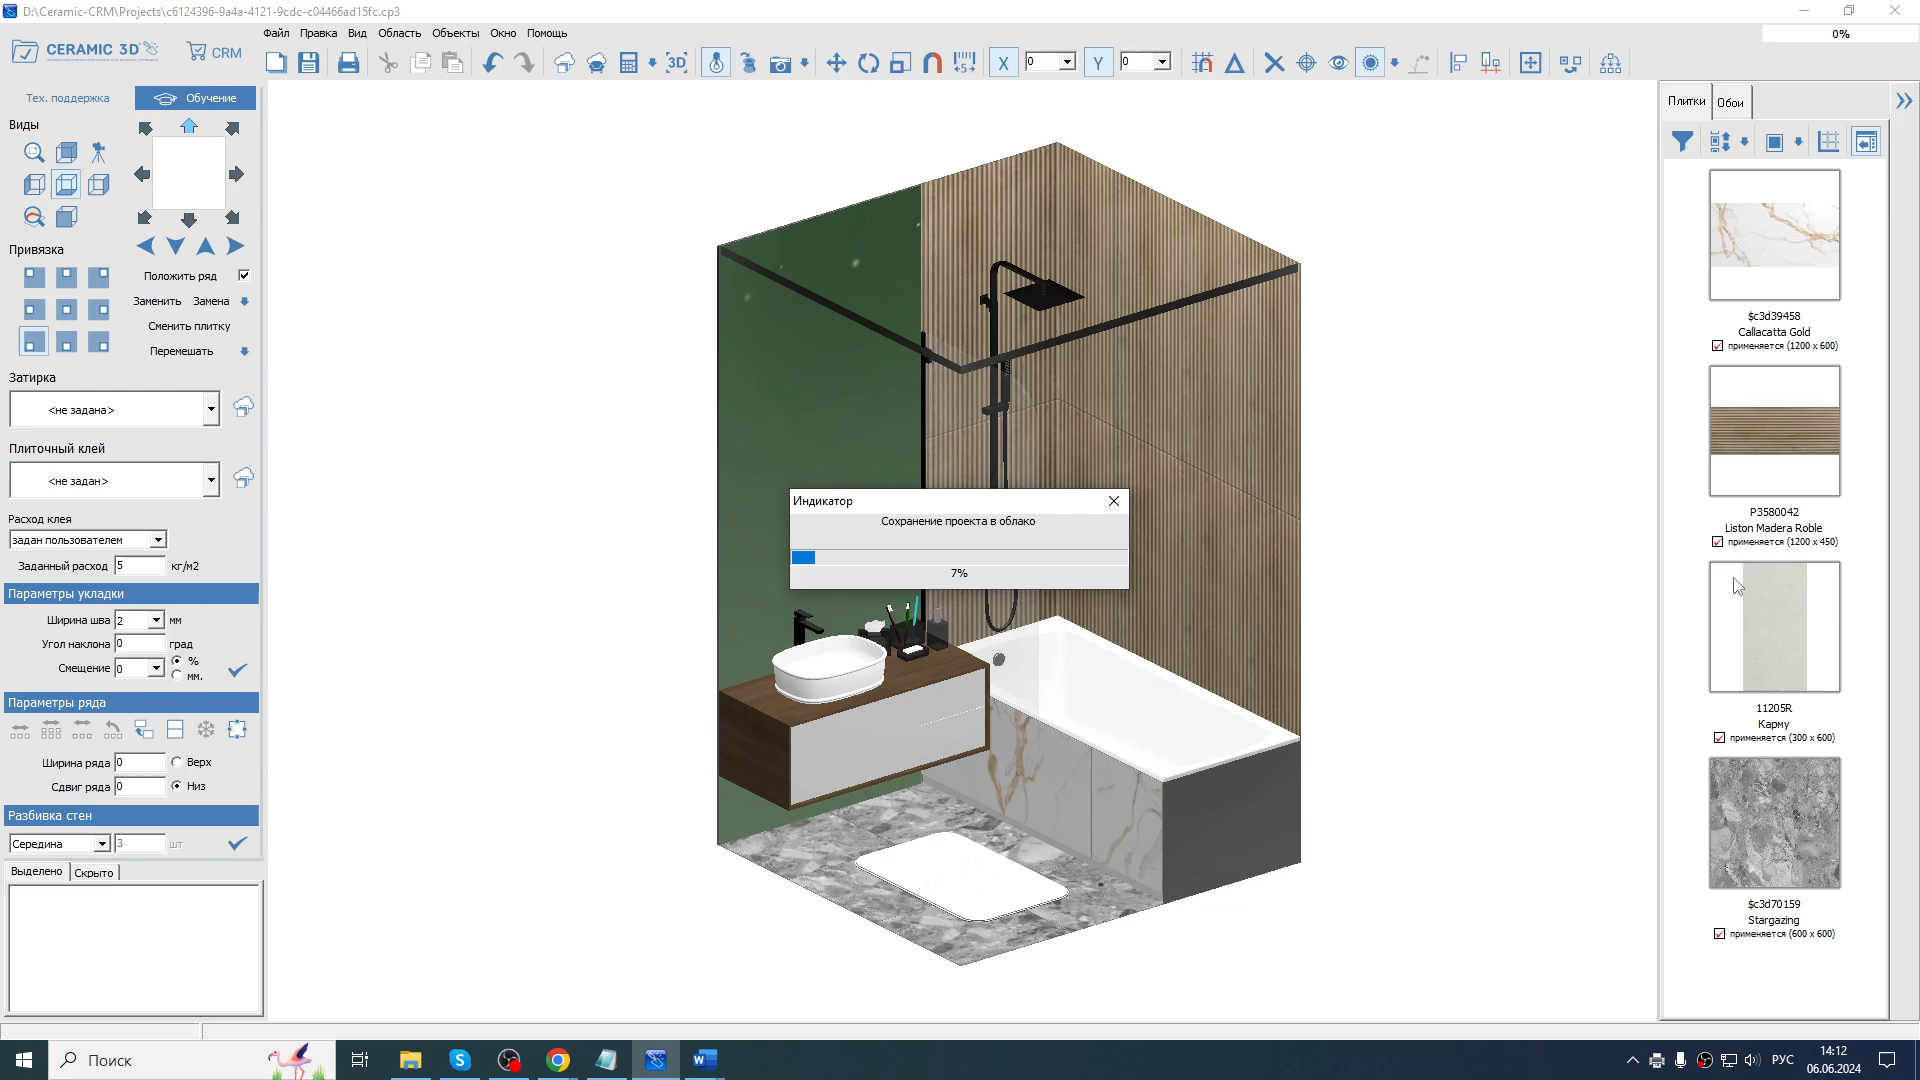 D:\Ceramic-CRM\Projects\c6124396-9a4a-4121-9cdc-c04466ad15fc.cp3
CERAMIC 3D
CRM
Файл Правка Вид Область Объекты Окно Помощь
0%
3D
5
X 0
Y 0
Тех. поддержка
Обучение
Виды
Привязка
Положить ряд
Заменить Замена
Сменить плитку
Перемешать
Затирка
<не задана>
Плиточный клей
<не задан>
Расход клея
задан пользователем
Заданный расход 5 кг/м2
Параметры укладки
Ширина шва 2 мм
Угол наклона 0 град
Смещение 0 %
мм.
Параметры ряда
Ширина ряда 0 Верх
Сдвиг ряда 0 Низ
Разбивка стен
Середина 3 шт
Выделено Скрыто
Индикатор
Сохранение проекта в облако
7%
Плитки Обои
$c3d39458
Callacatta Gold
применяется (1200 x 600)
P3580042
Liston Madera Roble
применяется (1200 x 450)
11205R
Карму
применяется (300 x 600)
$c3d70159
Stargazing
применяется (600 x 600)
Поиск
РУС
14:12
06.06.2024